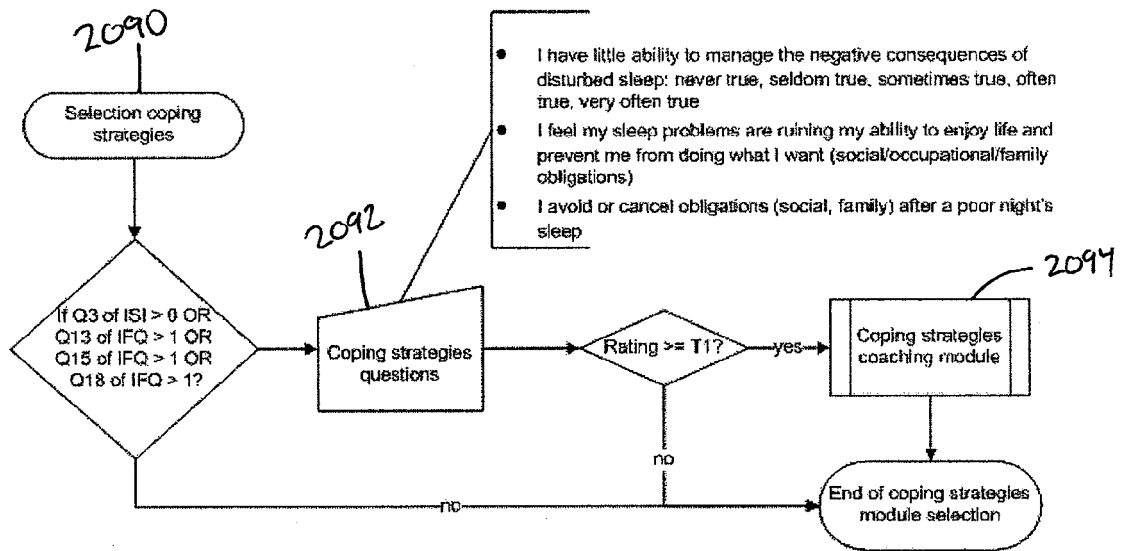 2090
Selection coping
strategies
If Q3 of ISI > 0 OR
Q13 of IFQ > 1 OR
Q15 of IFQ > 1 OR
Q18 of IFQ > 1?
2092
Coping strategies
questions
• I have little ability to manage the negative consequences of
disturbed sleep: never true, seldom true, sometimes true, often
true, very often true
• I feel my sleep problems are ruining my ability to enjoy life and
prevent me from doing what I want (social/occupational/family
obligations)
• I avoid or cancel obligations (social, family) after a poor night's
sleep
Rating >= T1?
yes
2094
Coping strategies
coaching module
no
no
End of coping strategies
module selection